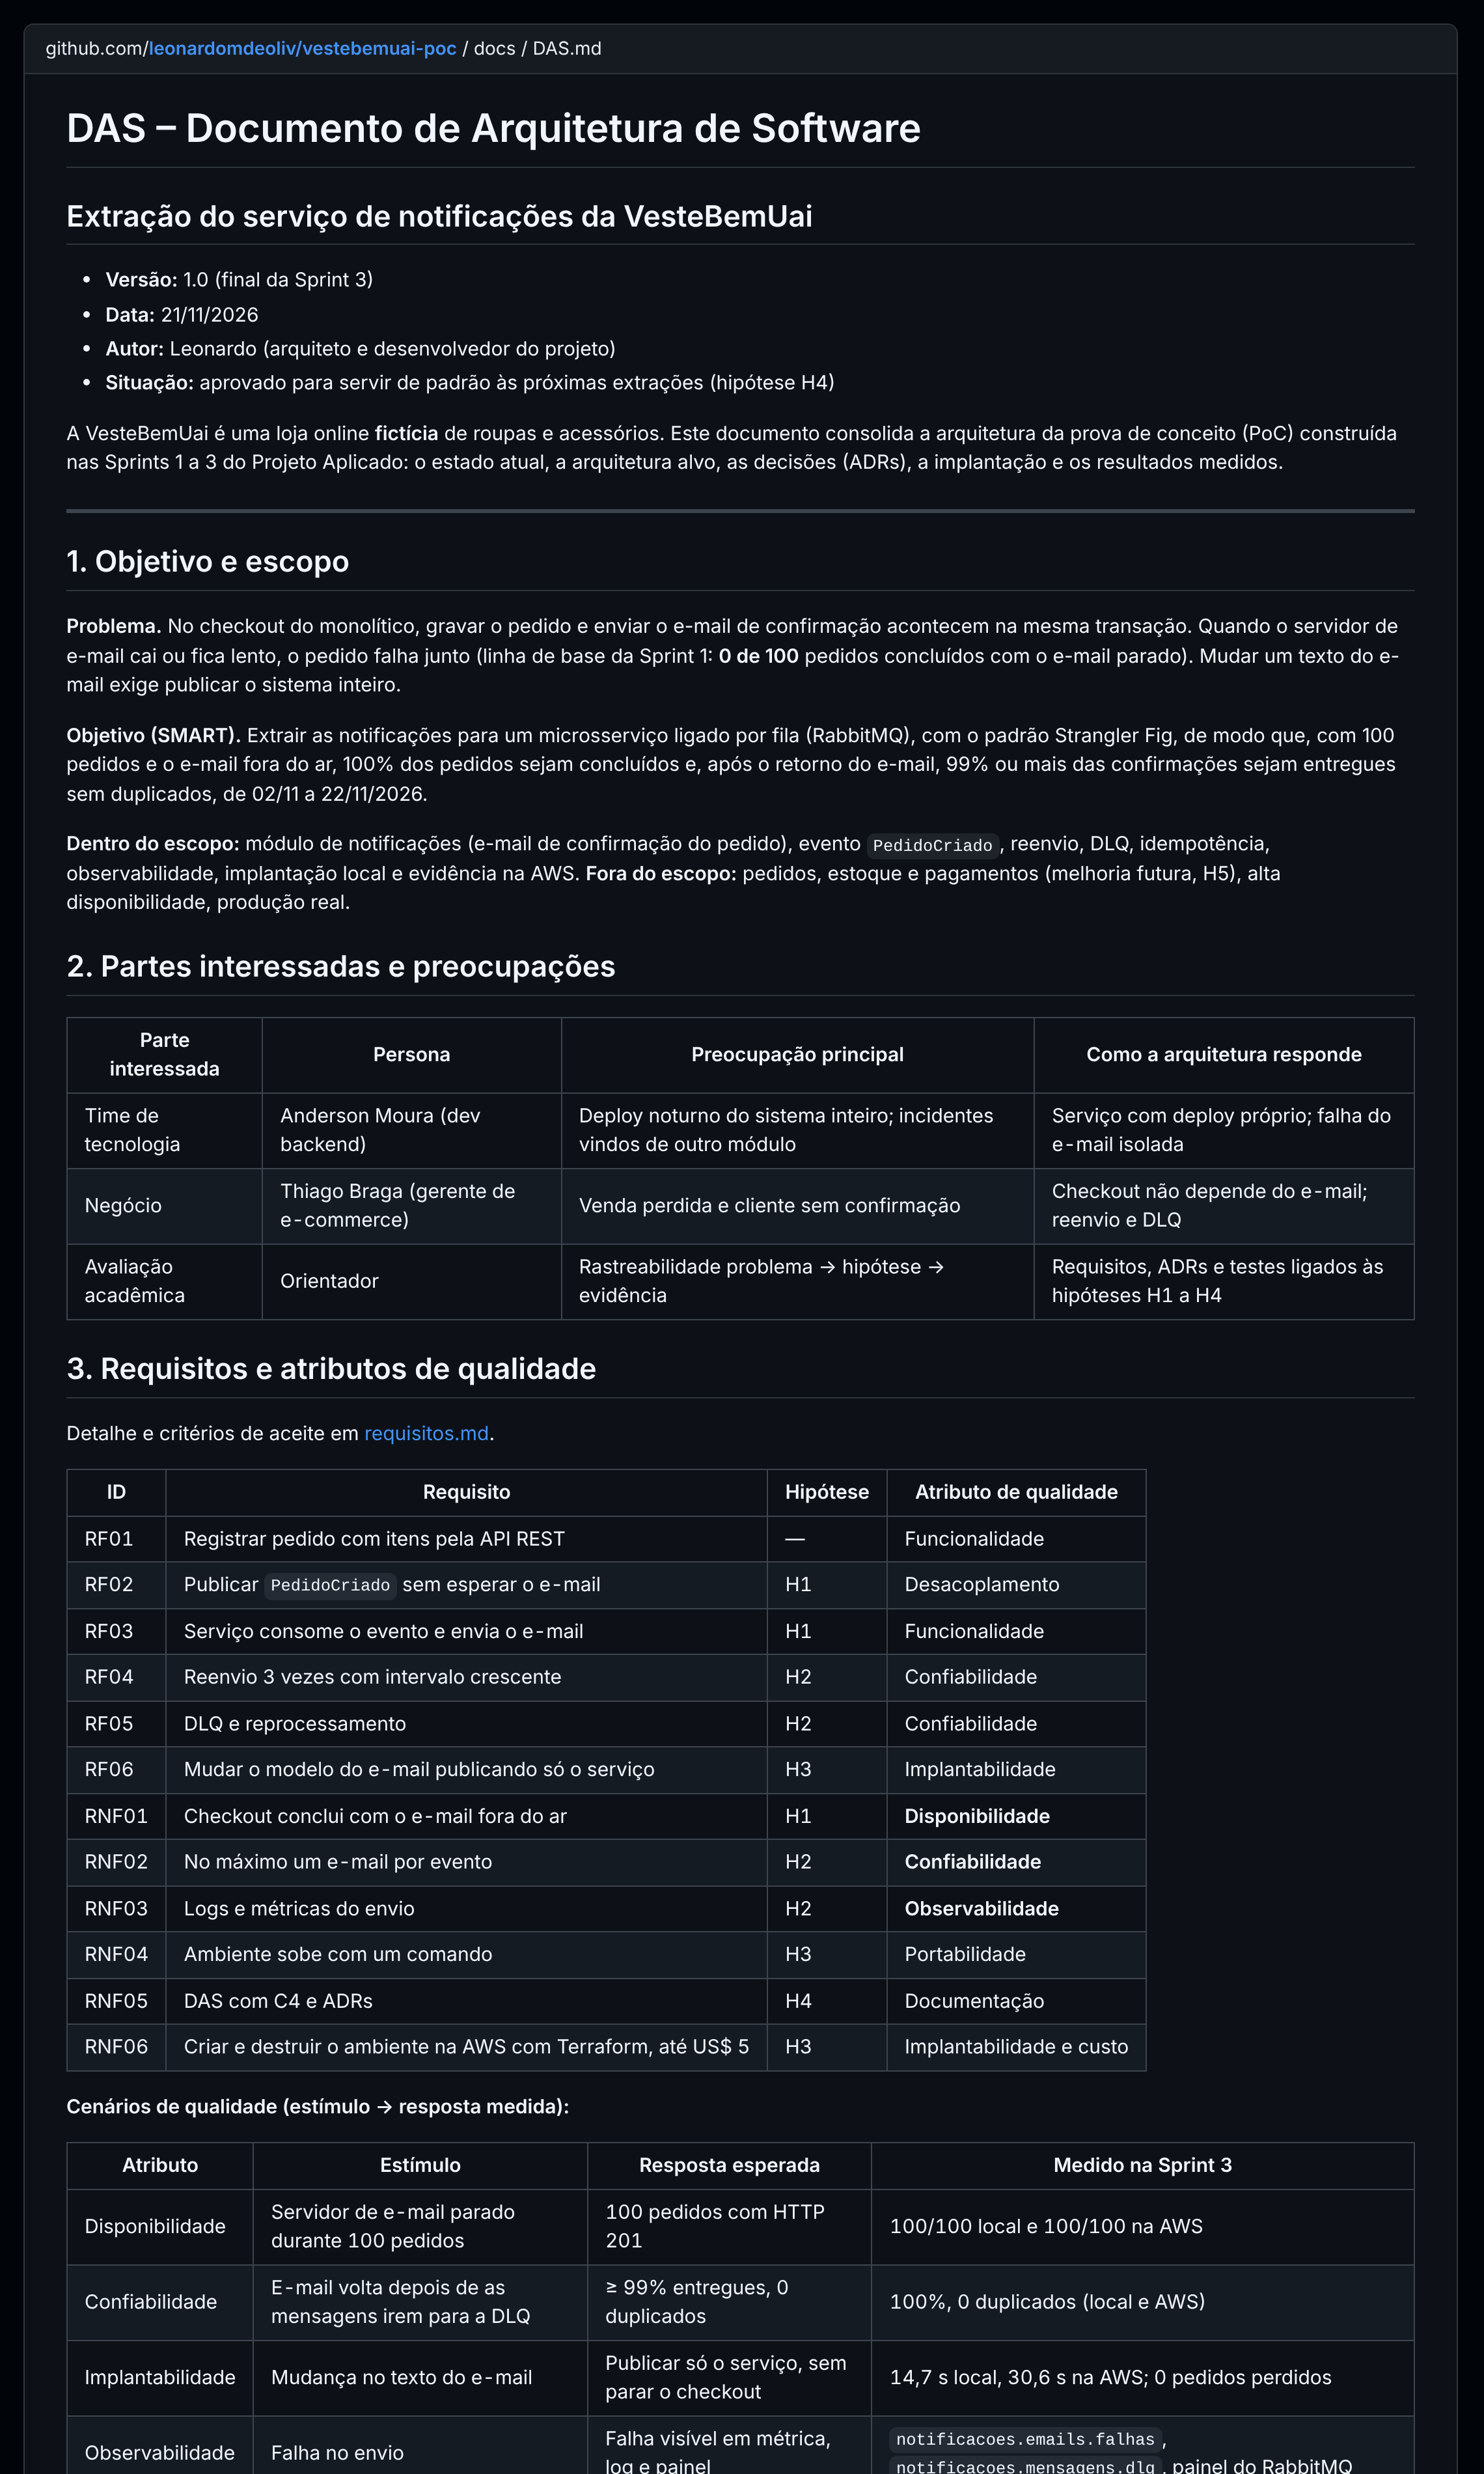 github.com/leonardomdeoliv/vestebemuai-poc / docs / DAS.md
DAS – Documento de Arquitetura de Software
Extração do serviço de notificações da VesteBemUai
• Versão: 1.0 (final da Sprint 3)
• Data: 21/11/2026
• Autor: Leonardo (arquiteto e desenvolvedor do projeto)
• Situação: aprovado para servir de padrão às próximas extrações (hipótese H4)
A VesteBemUai é uma loja online fictícia de roupas e acessórios. Este documento consolida a arquitetura da prova de conceito (PoC) construída
nas Sprints 1 a 3 do Projeto Aplicado: o estado atual, a arquitetura alvo, as decisões (ADRs), a implantação e os resultados medidos.
1. Objetivo e escopo
Problema. No checkout do monolítico, gravar o pedido e enviar o e-mail de confirmação acontecem na mesma transação. Quando o servidor de
e-mail cai ou fica lento, o pedido falha junto (linha de base da Sprint 1: 0 de 100 pedidos concluídos com o e-mail parado). Mudar um texto do e-
mail exige publicar o sistema inteiro.
Objetivo (SMART). Extrair as notificações para um microsserviço ligado por fila (RabbitMQ), com o padrão Strangler Fig, de modo que, com 100
pedidos e o e-mail fora do ar, 100% dos pedidos sejam concluídos e, após o retorno do e-mail, 99% ou mais das confirmações sejam entregues
sem duplicados, de 02/11 a 22/11/2026.
Dentro do escopo: módulo de notificações (e-mail de confirmação do pedido), evento PedidoCriado, reenvio, DLQ, idempotência,
observabilidade, implantação local e evidência na AWS. Fora do escopo: pedidos, estoque e pagamentos (melhoria futura, H5), alta
disponibilidade, produção real.
2. Partes interessadas e preocupações
Parte
interessada
Persona
Preocupação principal
Como a arquitetura responde
Time de
tecnologia
Anderson Moura (dev
backend)
Deploy noturno do sistema inteiro; incidentes
vindos de outro módulo
Serviço com deploy próprio; falha do
e-mail isolada
Negócio
Thiago Braga (gerente de
e-commerce)
Venda perdida e cliente sem confirmação
Checkout não depende do e-mail;
reenvio e DLQ
Avaliação
acadêmica
Orientador
Rastreabilidade problema → hipótese →
evidência
Requisitos, ADRs e testes ligados às
hipóteses H1 a H4
3. Requisitos e atributos de qualidade
Detalhe e critérios de aceite em requisitos.md.
ID Requisito Hipótese Atributo de qualidade
RF01 Registrar pedido com itens pela API REST — Funcionalidade
RF02 Publicar PedidoCriado sem esperar o e-mail H1 Desacoplamento
RF03 Serviço consome o evento e envia o e-mail H1 Funcionalidade
RF04 Reenvio 3 vezes com intervalo crescente H2 Confiabilidade
RF05 DLQ e reprocessamento H2 Confiabilidade
RF06 Mudar o modelo do e-mail publicando só o serviço H3 Implantabilidade
RNF01 Checkout conclui com o e-mail fora do ar H1 Disponibilidade
RNF02 No máximo um e-mail por evento H2 Confiabilidade
RNF03 Logs e métricas do envio H2 Observabilidade
RNF04 Ambiente sobe com um comando H3 Portabilidade
RNF05 DAS com C4 e ADRs H4 Documentação
RNF06 Criar e destruir o ambiente na AWS com Terraform, até US$ 5 H3 Implantabilidade e custo
Cenários de qualidade (estímulo → resposta medida):
Atributo Estímulo Resposta esperada Medido na Sprint 3
Disponibilidade
Servidor de e-mail parado
durante 100 pedidos
100 pedidos com HTTP
201
100/100 local e 100/100 na AWS
Confiabilidade
E-mail volta depois de as
mensagens irem para a DLQ
≥ 99% entregues, 0
duplicados
100%, 0 duplicados (local e AWS)
Implantabilidade
Mudança no texto do e-mail
Publicar só o serviço, sem
parar o checkout
14,7 s local, 30,6 s na AWS; 0 pedidos perdidos
Observabilidade
Falha no envio
Falha visível em métrica,
log e painel
notificacoes.emails.falhas,
notificacoes.mensagens.dlq, painel do RabbitMQ